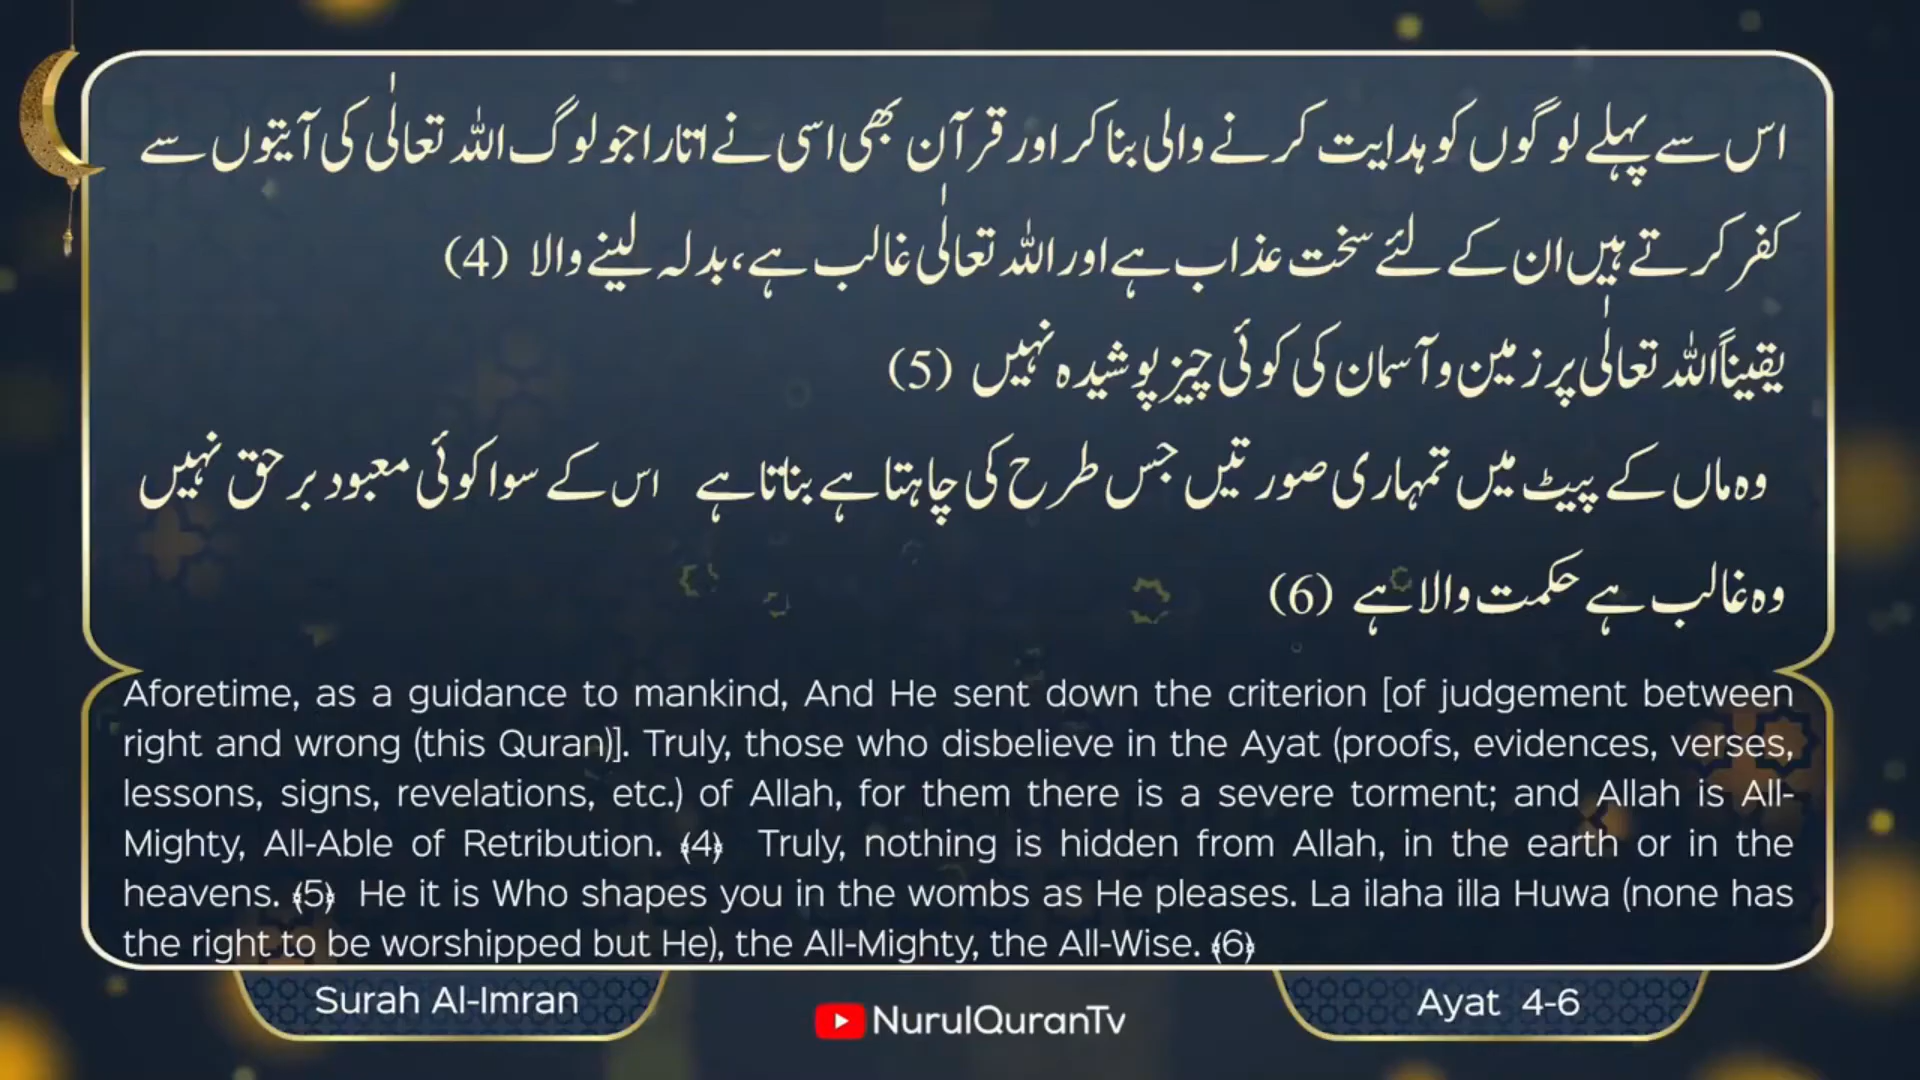 اس سے پہلے لوگوں کو ہدایت کرنے والی بنا کر اور قرآن بھی اسی نے اتارا جو لوگ اللہ تعالٰی کی آیتوں سے
کفر کرتے ہیں ان کے لئے سخت عذاب ہے اور اللہ تعالٰی غالب ہے، بدلہ لینے والا (4)
یقیناً اللہ تعالٰی پر زمین و آسمان کی کوئی چیز پوشیدہ نہیں (5)
وہ ماں کے پیٹ میں تمہاری صورتیں جس طرح کی چاہتا ہے بناتا ہے اس کے سوا کوئی معبود برحق نہیں
وہ غالب ہے حکمت والا ہے (6)
Aforetime, as a guidance to mankind, And He sent down the criterion [of judgement between
right and wrong (this Quran)]. Truly, those who disbelieve in the Ayat (proofs, evidences, verses,
lessons, signs, revelations, etc.) of Allah, for them there is a severe torment; and Allah is All-
Mighty, All-Able of Retribution. ﴾4﴿ Truly, nothing is hidden from Allah, in the earth or in the
heavens. ﴾5﴿ He it is Who shapes you in the wombs as He pleases. La ilaha illa Huwa (none has
the right to be worshipped but He), the All-Mighty, the All-Wise. ﴾6﴿
Surah Al-Imran
NurulQuranTv
Ayat 4-6